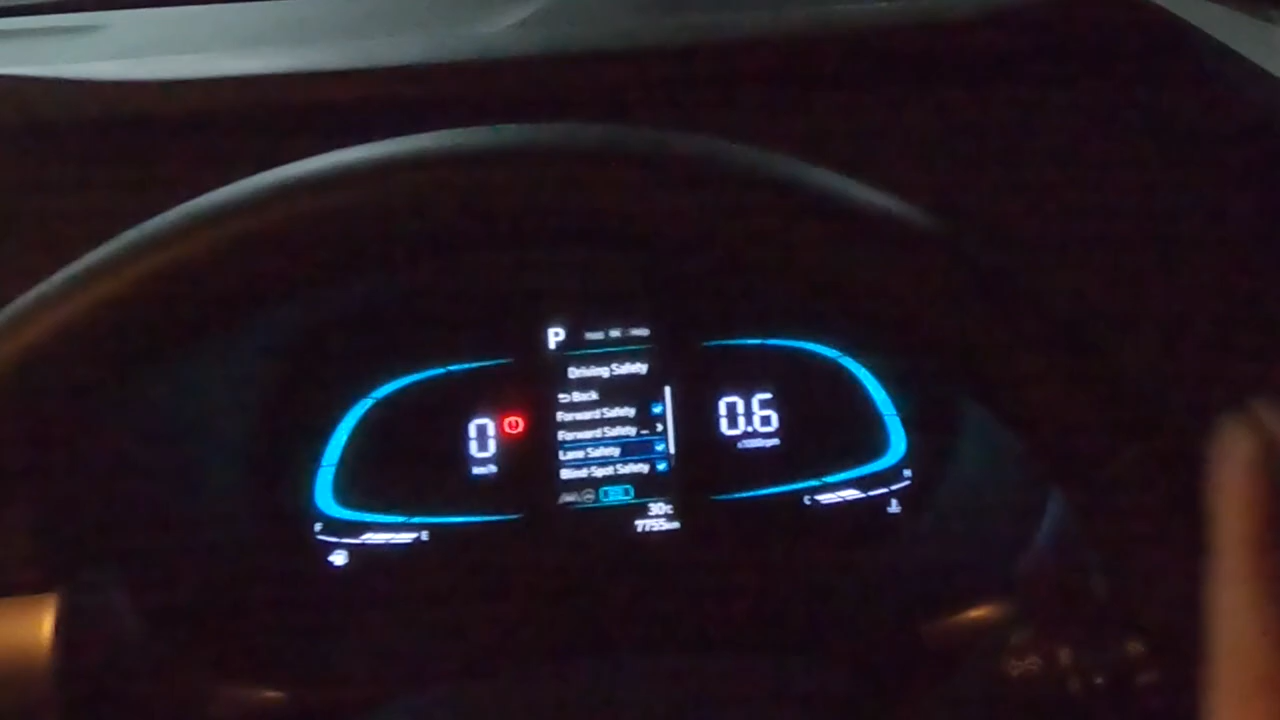 P
Driving Safety
Back
Forward Safety
Forward Safety ...
Lane Safety
Blind-Spot Safety
0
km/h
0.6
x1000rpm
F
E
C
H
30°C
7755km